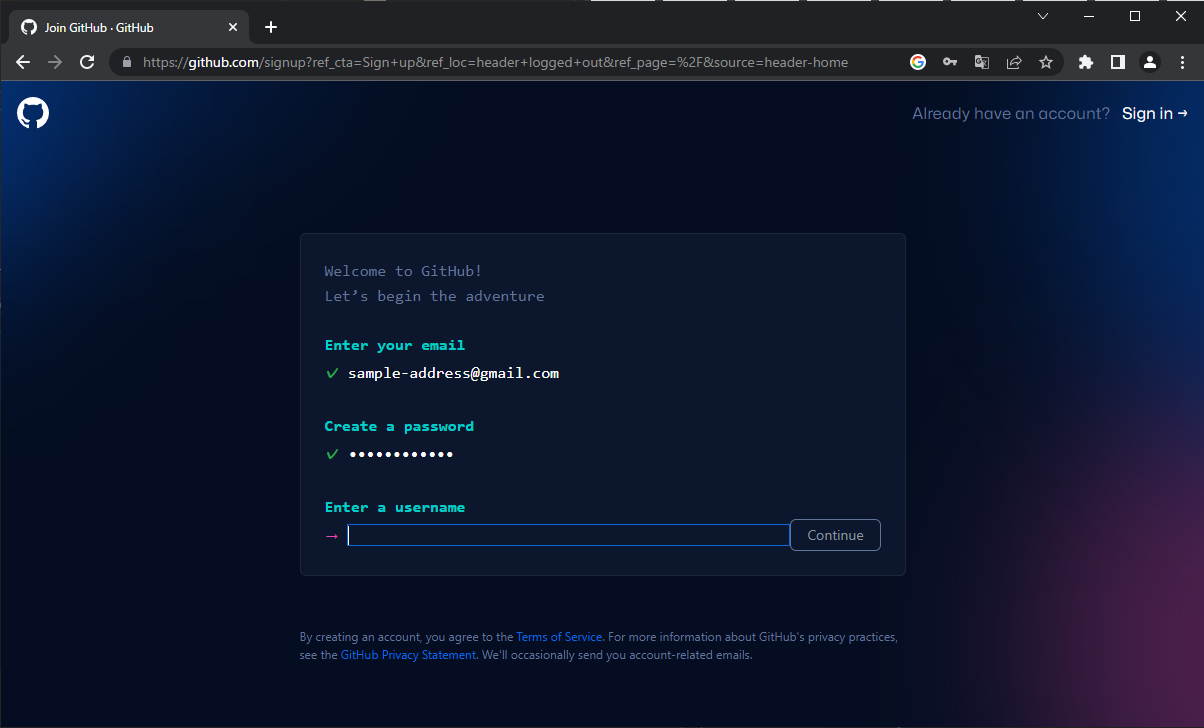 Join GitHub · GitHub
https://github.com/signup?ref_cta=Sign+up&ref_loc=header+logged+out&ref_page=%2F&source=header-home
Already have an account? Sign in →
Welcome to GitHub!
Let’s begin the adventure
Enter your email
✓ sample-address@gmail.com
Create a password
✓ ••••••••••••
Enter a username
→
Continue
By creating an account, you agree to the Terms of Service. For more information about GitHub's privacy practices,
see the GitHub Privacy Statement. We'll occasionally send you account-related emails.